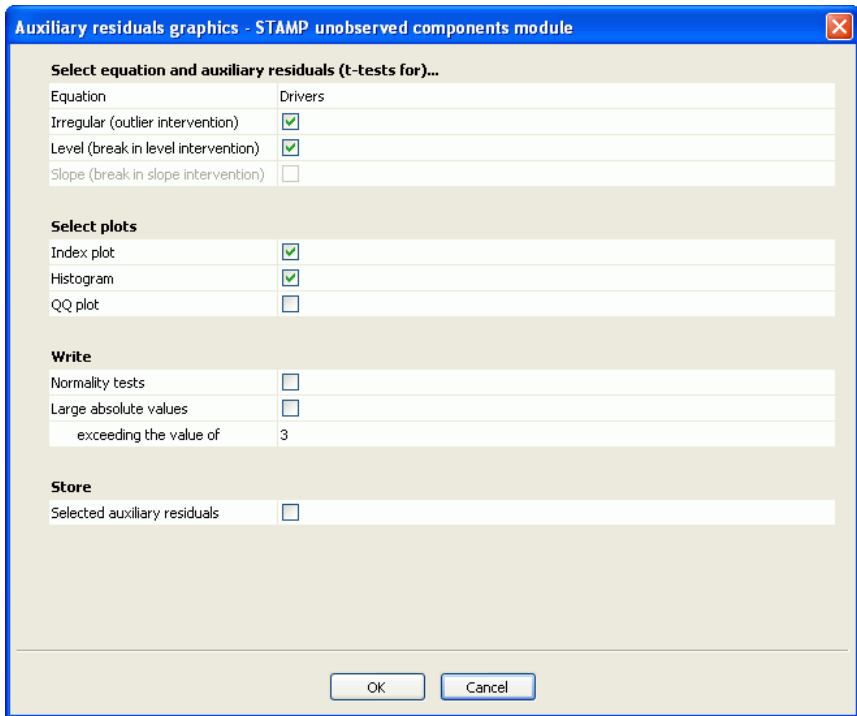 Auxiliary residuals graphics - STAMP unobserved components module
Select equation and auxiliary residuals (t-tests for)...
Equation Drivers
Irregular (outlier intervention)
Level (break in level intervention)
Slope (break in slope intervention)
Select plots
Index plot
Histogram
QQ plot
Write
Normality tests
Large absolute values
exceeding the value of 3
Store
Selected auxiliary residuals
OK Cancel